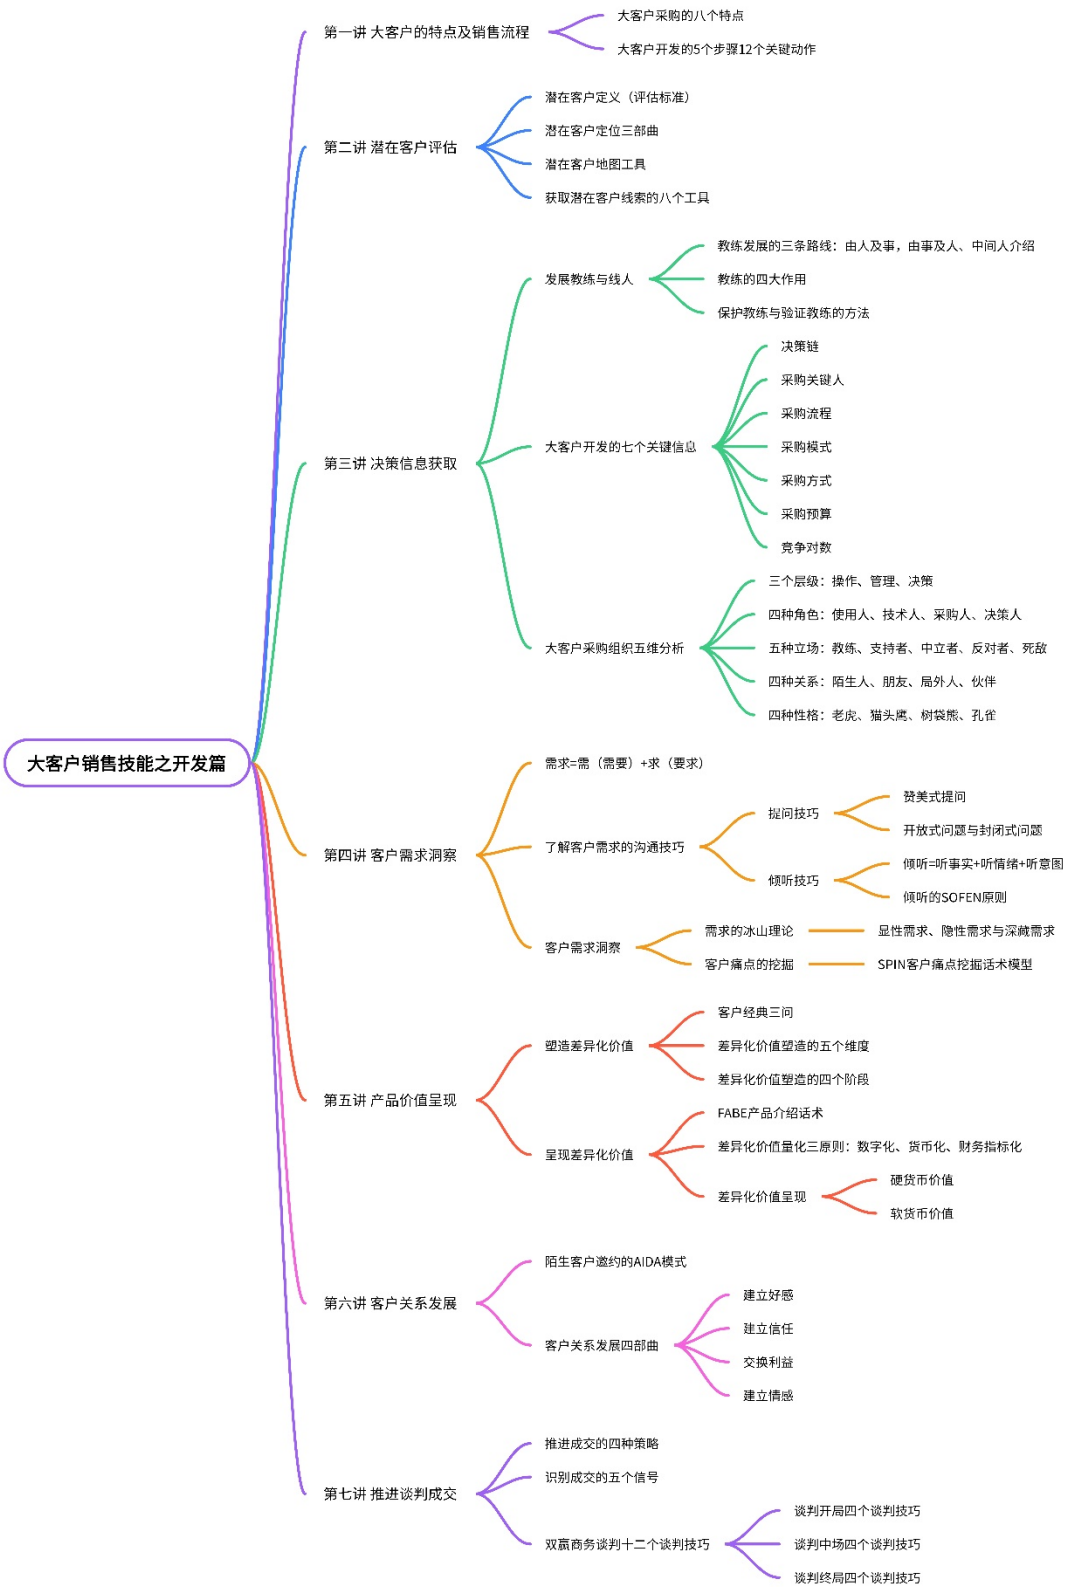 大客户销售技能之开发篇
第一讲 大客户的特点及销售流程
大客户采购的八个特点
大客户开发的5个步骤12个关键动作
第二讲 潜在客户评估
潜在客户定义（评估标准）
潜在客户定位三部曲
潜在客户地图工具
获取潜在客户线索的八个工具
第三讲 决策信息获取
发展教练与线人
教练发展的三条路线：由人及事，由事及人、中间人介绍
教练的四大作用
保护教练与验证教练的方法
大客户开发的七个关键信息
决策链
采购关键人
采购流程
采购模式
采购方式
采购预算
竞争对数
大客户采购组织五维分析
三个层级：操作、管理、决策
四种角色：使用人、技术人、采购人、决策人
五种立场：教练、支持者、中立者、反对者、死敌
四种关系：陌生人、朋友、局外人、伙伴
四种性格：老虎、猫头鹰、树袋熊、孔雀
第四讲 客户需求洞察
需求=需（需要）+求（要求）
了解客户需求的沟通技巧
提问技巧
赞美式提问
开放式问题与封闭式问题
倾听技巧
倾听=听事实+听情绪+听意图
倾听的SOFEN原则
客户需求洞察
需求的冰山理论
显性需求、隐性需求与深藏需求
客户痛点的挖掘
SPIN客户痛点挖掘话术模型
第五讲 产品价值呈现
塑造差异化价值
客户经典三问
差异化价值塑造的五个维度
差异化价值塑造的四个阶段
呈现差异化价值
FABE产品介绍话术
差异化价值量化三原则：数字化、货币化、财务指标化
差异化价值呈现
硬货币价值
软货币价值
第六讲 客户关系发展
陌生客户邀约的AIDA模式
客户关系发展四部曲
建立好感
建立信任
交换利益
建立情感
第七讲 推进谈判成交
推进成交的四种策略
识别成交的五个信号
双赢商务谈判十二个谈判技巧
谈判开局四个谈判技巧
谈判中场四个谈判技巧
谈判终局四个谈判技巧